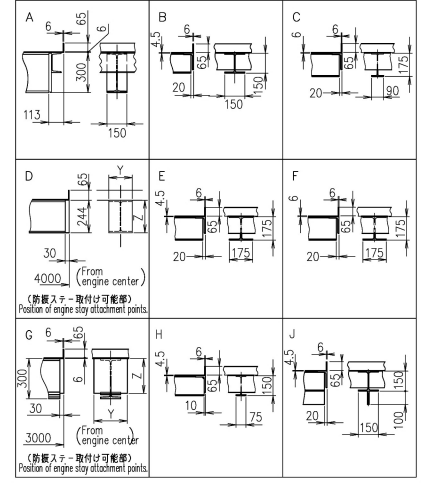 A
6
65
6
300
113
150
B
6
4.5
65
150
20
150
C
6
6
65
175
20
90
D
Y
65
244
Z
30
4000 (From engine center)
(防振ステー取付け可能部)
Position of engine stay attachment points.
E
6
4.5
65
175
20
175
F
6
6
65
175
20
175
G
6
65
300
6
Z
30
Y
3000 (From engine center)
(防振ステー取付け可能部)
Position of engine stay attachment points.
H
6
4.5
65
150
10
75
J
6
4.5
65
150
100
20
150